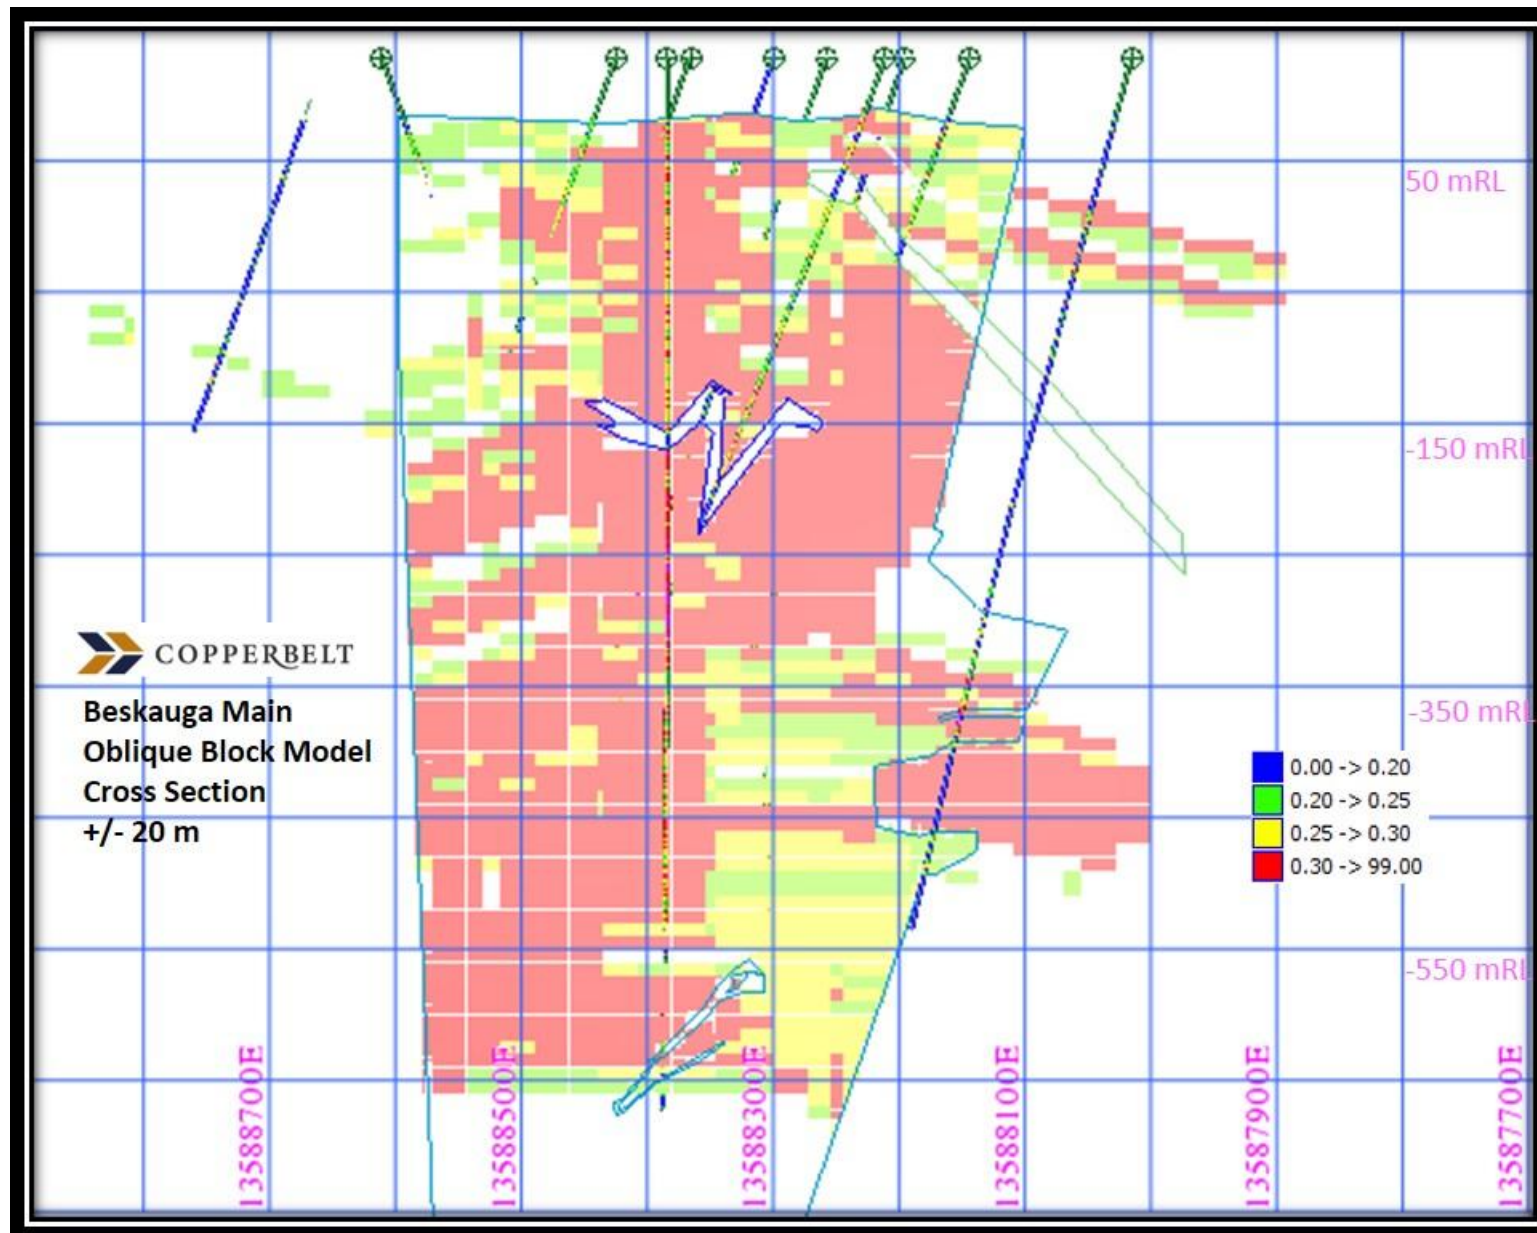 50 mRL
-150 mRL
COPPERBELT
Beskauga Main
Oblique Block Model
Cross Section
+/- 20 m
-350 mRL
0.00 -> 0.20
0.20 -> 0.25
0.25 -> 0.30
0.30 -> 99.00
-550 mRL
13588700E
13588500E
13588300E
13588100E
13587900E
13587700E